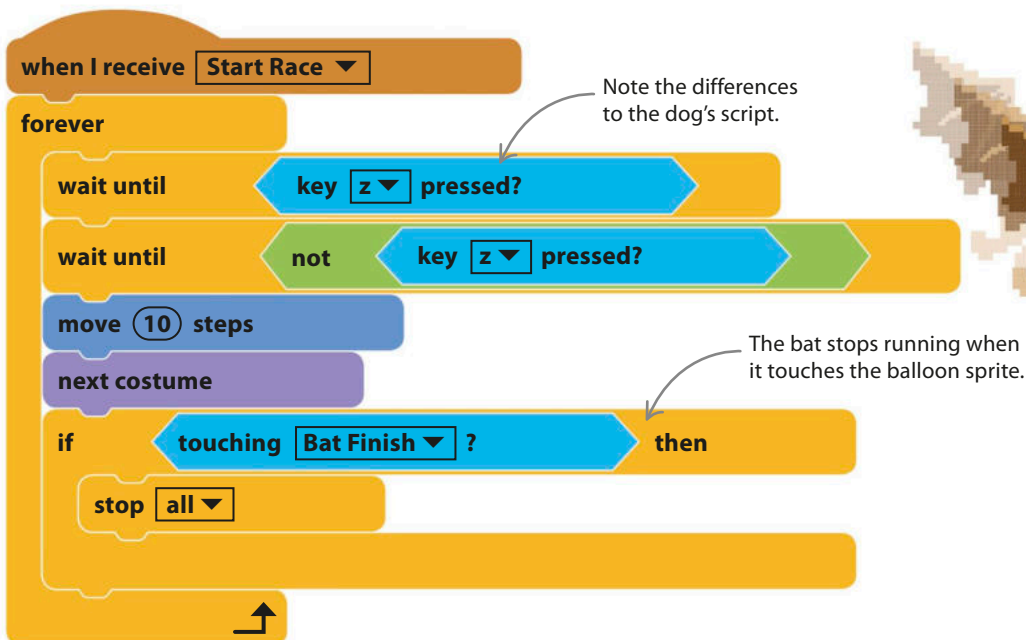 when I receive Start Race
Note the differences
to the dog's script.
forever
wait until key z pressed?
wait until not key z pressed?
move 10 steps
The bat stops running when
it touches the balloon sprite.
next costume
if touching Bat Finish ? then
stop all